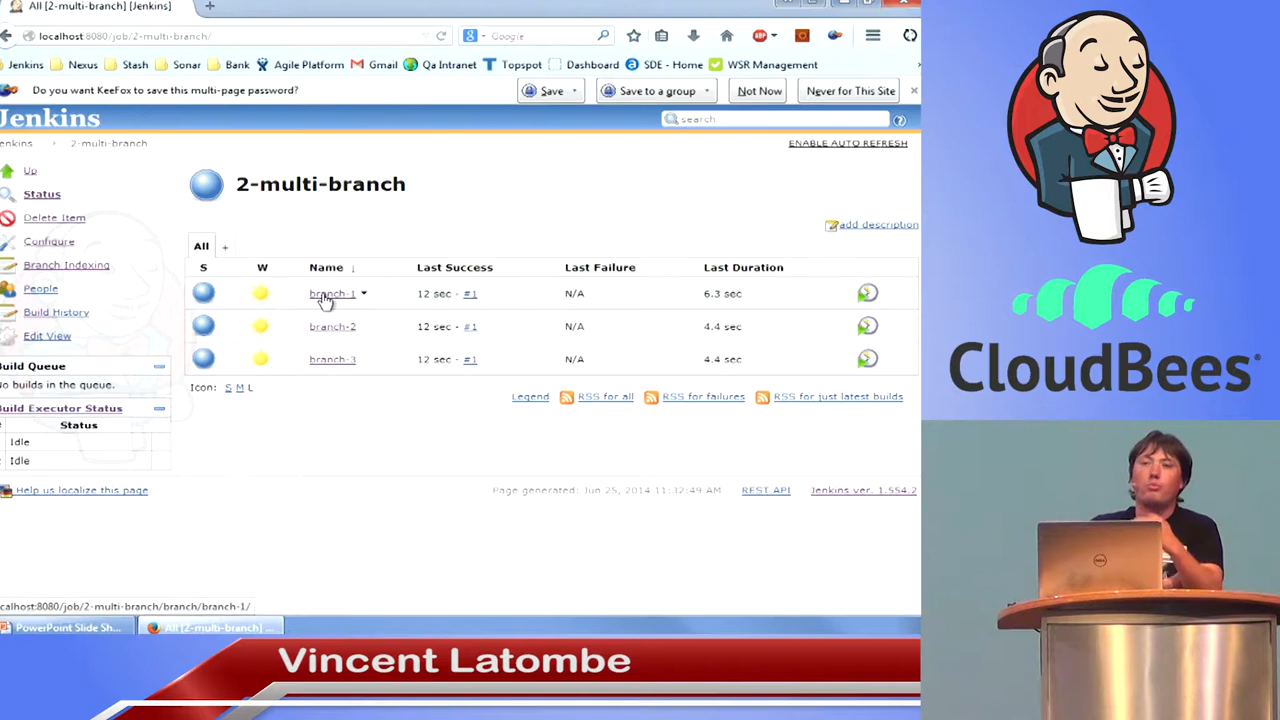 All [2-multi-branch] [Jenkins]
localhost:8080/job/2-multi-branch/
Google
Jenkins Nexus Stash Sonar Bank Agile Platform Gmail Qa Intranet Topspot Dashboard SDE - Home WSR Management
Do you want KeeFox to save this multi-page password?
Save
Save to a group
Not Now
Never for This Site
Jenkins
search
enkins
2-multi-branch
ENABLE AUTO REFRESH
Up
Status
Delete Item
Configure
Branch Indexing
People
Build History
Edit View
Build Queue
No builds in the queue.
Build Executor Status
Status
Idle
Idle
Help us localize this page
2-multi-branch
add description
All +
S W Name ↓ Last Success Last Failure Last Duration
branch-1 12 sec - #1 N/A 6.3 sec
branch-2 12 sec - #1 N/A 4.4 sec
branch-3 12 sec - #1 N/A 4.4 sec
Icon: S M L
Legend RSS for all RSS for failures RSS for just latest builds
Page generated: Jun 25, 2014 11:32:49 AM REST API Jenkins ver. 1.554.2
calhost:8080/job/2-multi-branch/branch/branch-1/
PowerPoint Slide Sh...
All [2-multi-branch] ...
Vincent Latombe
CloudBees
DELL